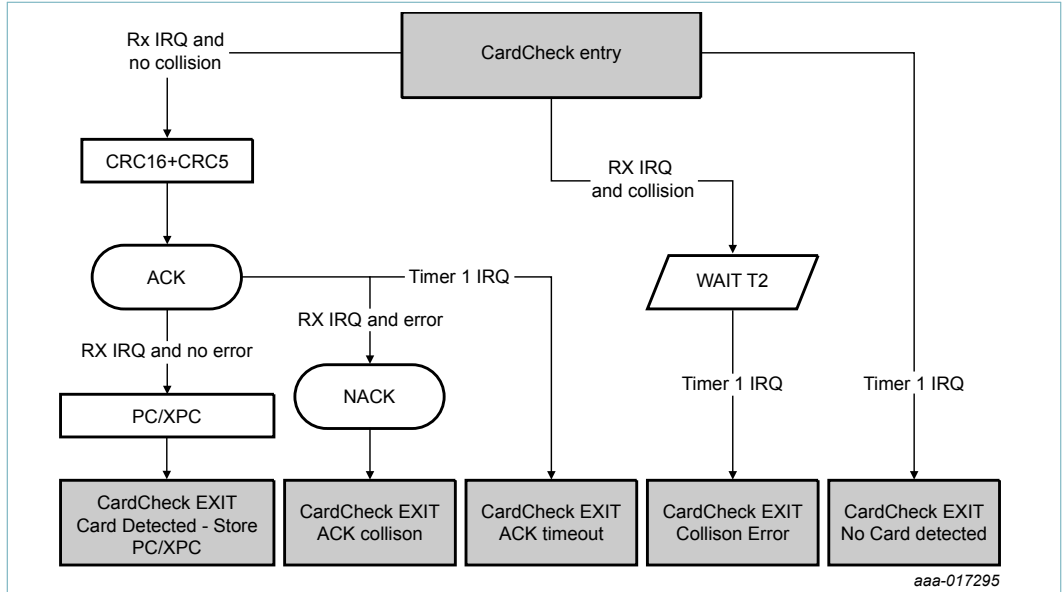 Rx IRQ and
no collision
CardCheck entry
CRC16+CRC5
RX IRQ
and collision
ACK
Timer 1 IRQ
WAIT T2
RX IRQ and error
RX IRQ and no error
NACK
Timer 1 IRQ
Timer 1 IRQ
PC/XPC
CardCheck EXIT
Card Detected - Store
PC/XPC
CardCheck EXIT
ACK collison
CardCheck EXIT
ACK timeout
CardCheck EXIT
Collison Error
CardCheck EXIT
No Card detected
aaa-017295